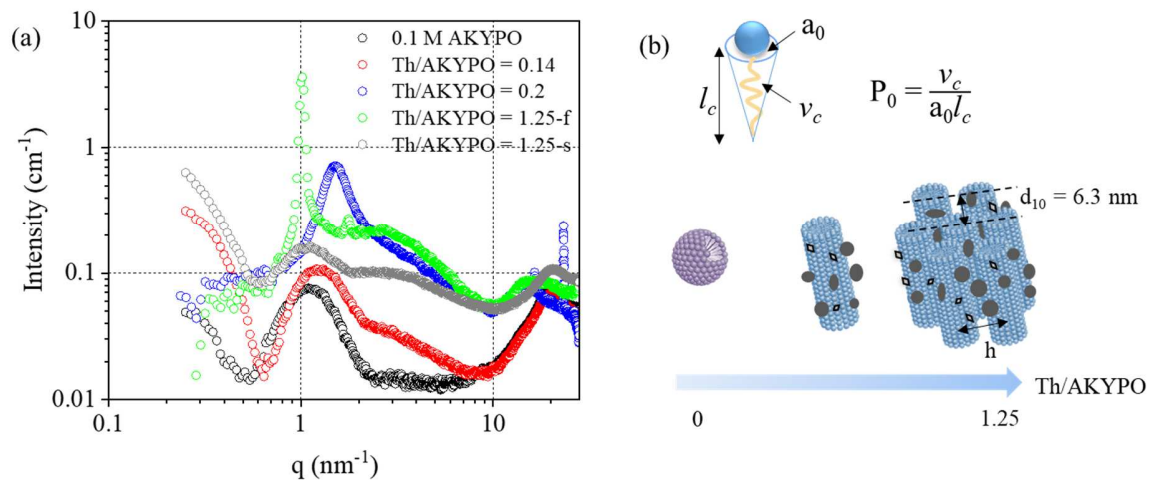 (a)
10
1
0.1
0.01
Intensity (cm⁻¹)
0.1 M AKYPO
Th/AKYPO = 0.14
Th/AKYPO = 0.2
Th/AKYPO = 1.25-f
Th/AKYPO = 1.25-s
0.1
1
10
q (nm⁻¹)
(b)
a₀
l_c
v_c
P₀ = v_c / a₀l_c
d₁₀ = 6.3 nm
h
Th/AKYPO
0
1.25